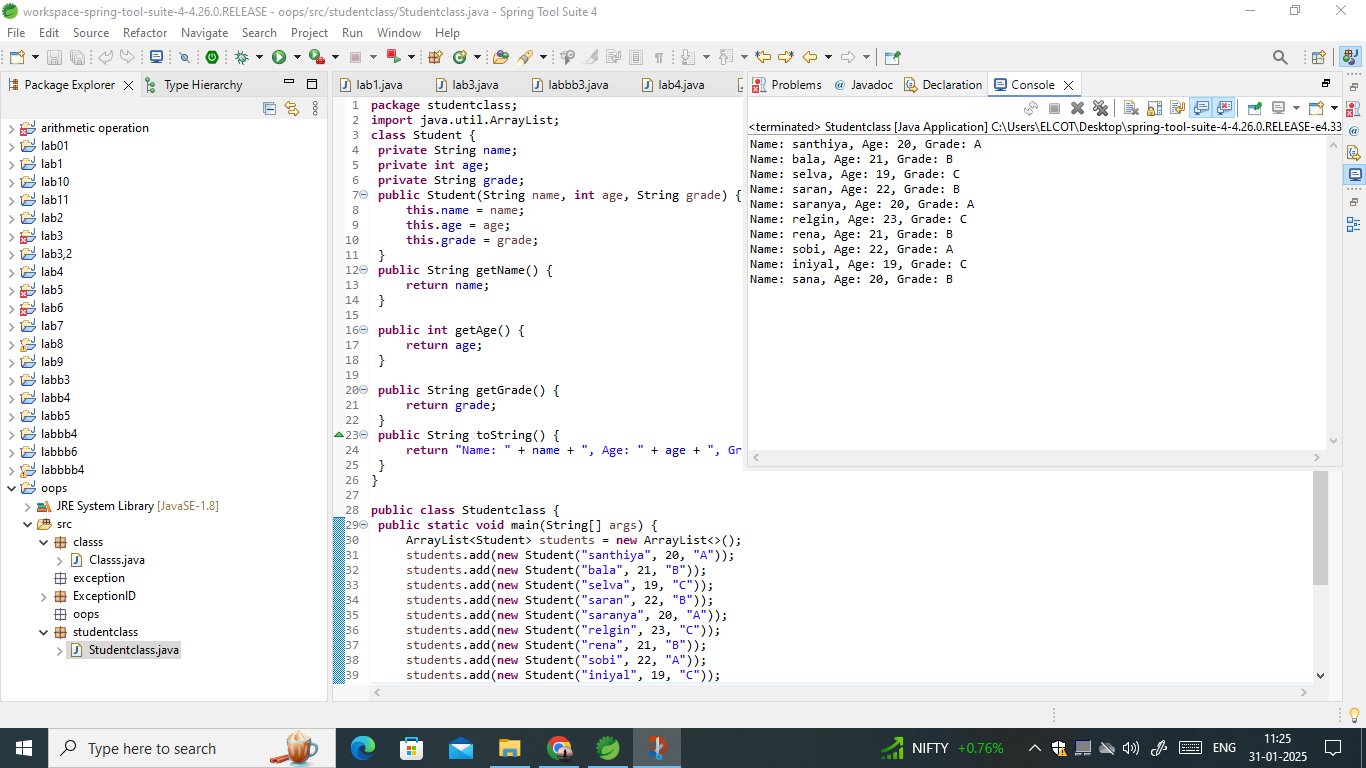 workspace-spring-tool-suite-4-4.26.0.RELEASE - oops/src/studentclass/Studentclass.java - Spring Tool Suite 4
File Edit Source Refactor Navigate Search Project Run Window Help
Package Explorer Type Hierarchy
arithmetic operation
lab01
lab1
lab10
lab11
lab2
lab3
lab3,2
lab4
lab5
lab6
lab7
lab8
lab9
labb3
labb4
labb5
labbb4
labbb6
labbbb4
oops
JRE System Library [JavaSE-1.8]
src
classs
Classs.java
exception
ExceptionID
oops
studentclass
Studentclass.java
lab1.java lab3.java labbb3.java lab4.java
1 package studentclass;
2 import java.util.ArrayList;
3 class Student {
4 private String name;
5 private int age;
6 private String grade;
7 public Student(String name, int age, String grade) {
8 this.name = name;
9 this.age = age;
10 this.grade = grade;
11 }
12 public String getName() {
13 return name;
14 }
15
16 public int getAge() {
17 return age;
18 }
19
20 public String getGrade() {
21 return grade;
22 }
23 public String toString() {
24 return "Name: " + name + ", Age: " + age + ", Gr
25 }
26 }
27
28 public class Studentclass {
29 public static void main(String[] args) {
30 ArrayList<Student> students = new ArrayList<>();
31 students.add(new Student("santhiya", 20, "A"));
32 students.add(new Student("bala", 21, "B"));
33 students.add(new Student("selva", 19, "C"));
34 students.add(new Student("saran", 22, "B"));
35 students.add(new Student("saranya", 20, "A"));
36 students.add(new Student("relgin", 23, "C"));
37 students.add(new Student("rena", 21, "B"));
38 students.add(new Student("sobi", 22, "A"));
39 students.add(new Student("iniyal", 19, "C"));
Problems Javadoc Declaration Console
<terminated> Studentclass [Java Application] C:\Users\ELCOT\Desktop\spring-tool-suite-4-4.26.0.RELEASE-e4.33
Name: santhiya, Age: 20, Grade: A
Name: bala, Age: 21, Grade: B
Name: selva, Age: 19, Grade: C
Name: saran, Age: 22, Grade: B
Name: saranya, Age: 20, Grade: A
Name: relgin, Age: 23, Grade: C
Name: rena, Age: 21, Grade: B
Name: sobi, Age: 22, Grade: A
Name: iniyal, Age: 19, Grade: C
Name: sana, Age: 20, Grade: B
Type here to search
NIFTY +0.76%
ENG
11:25
31-01-2025